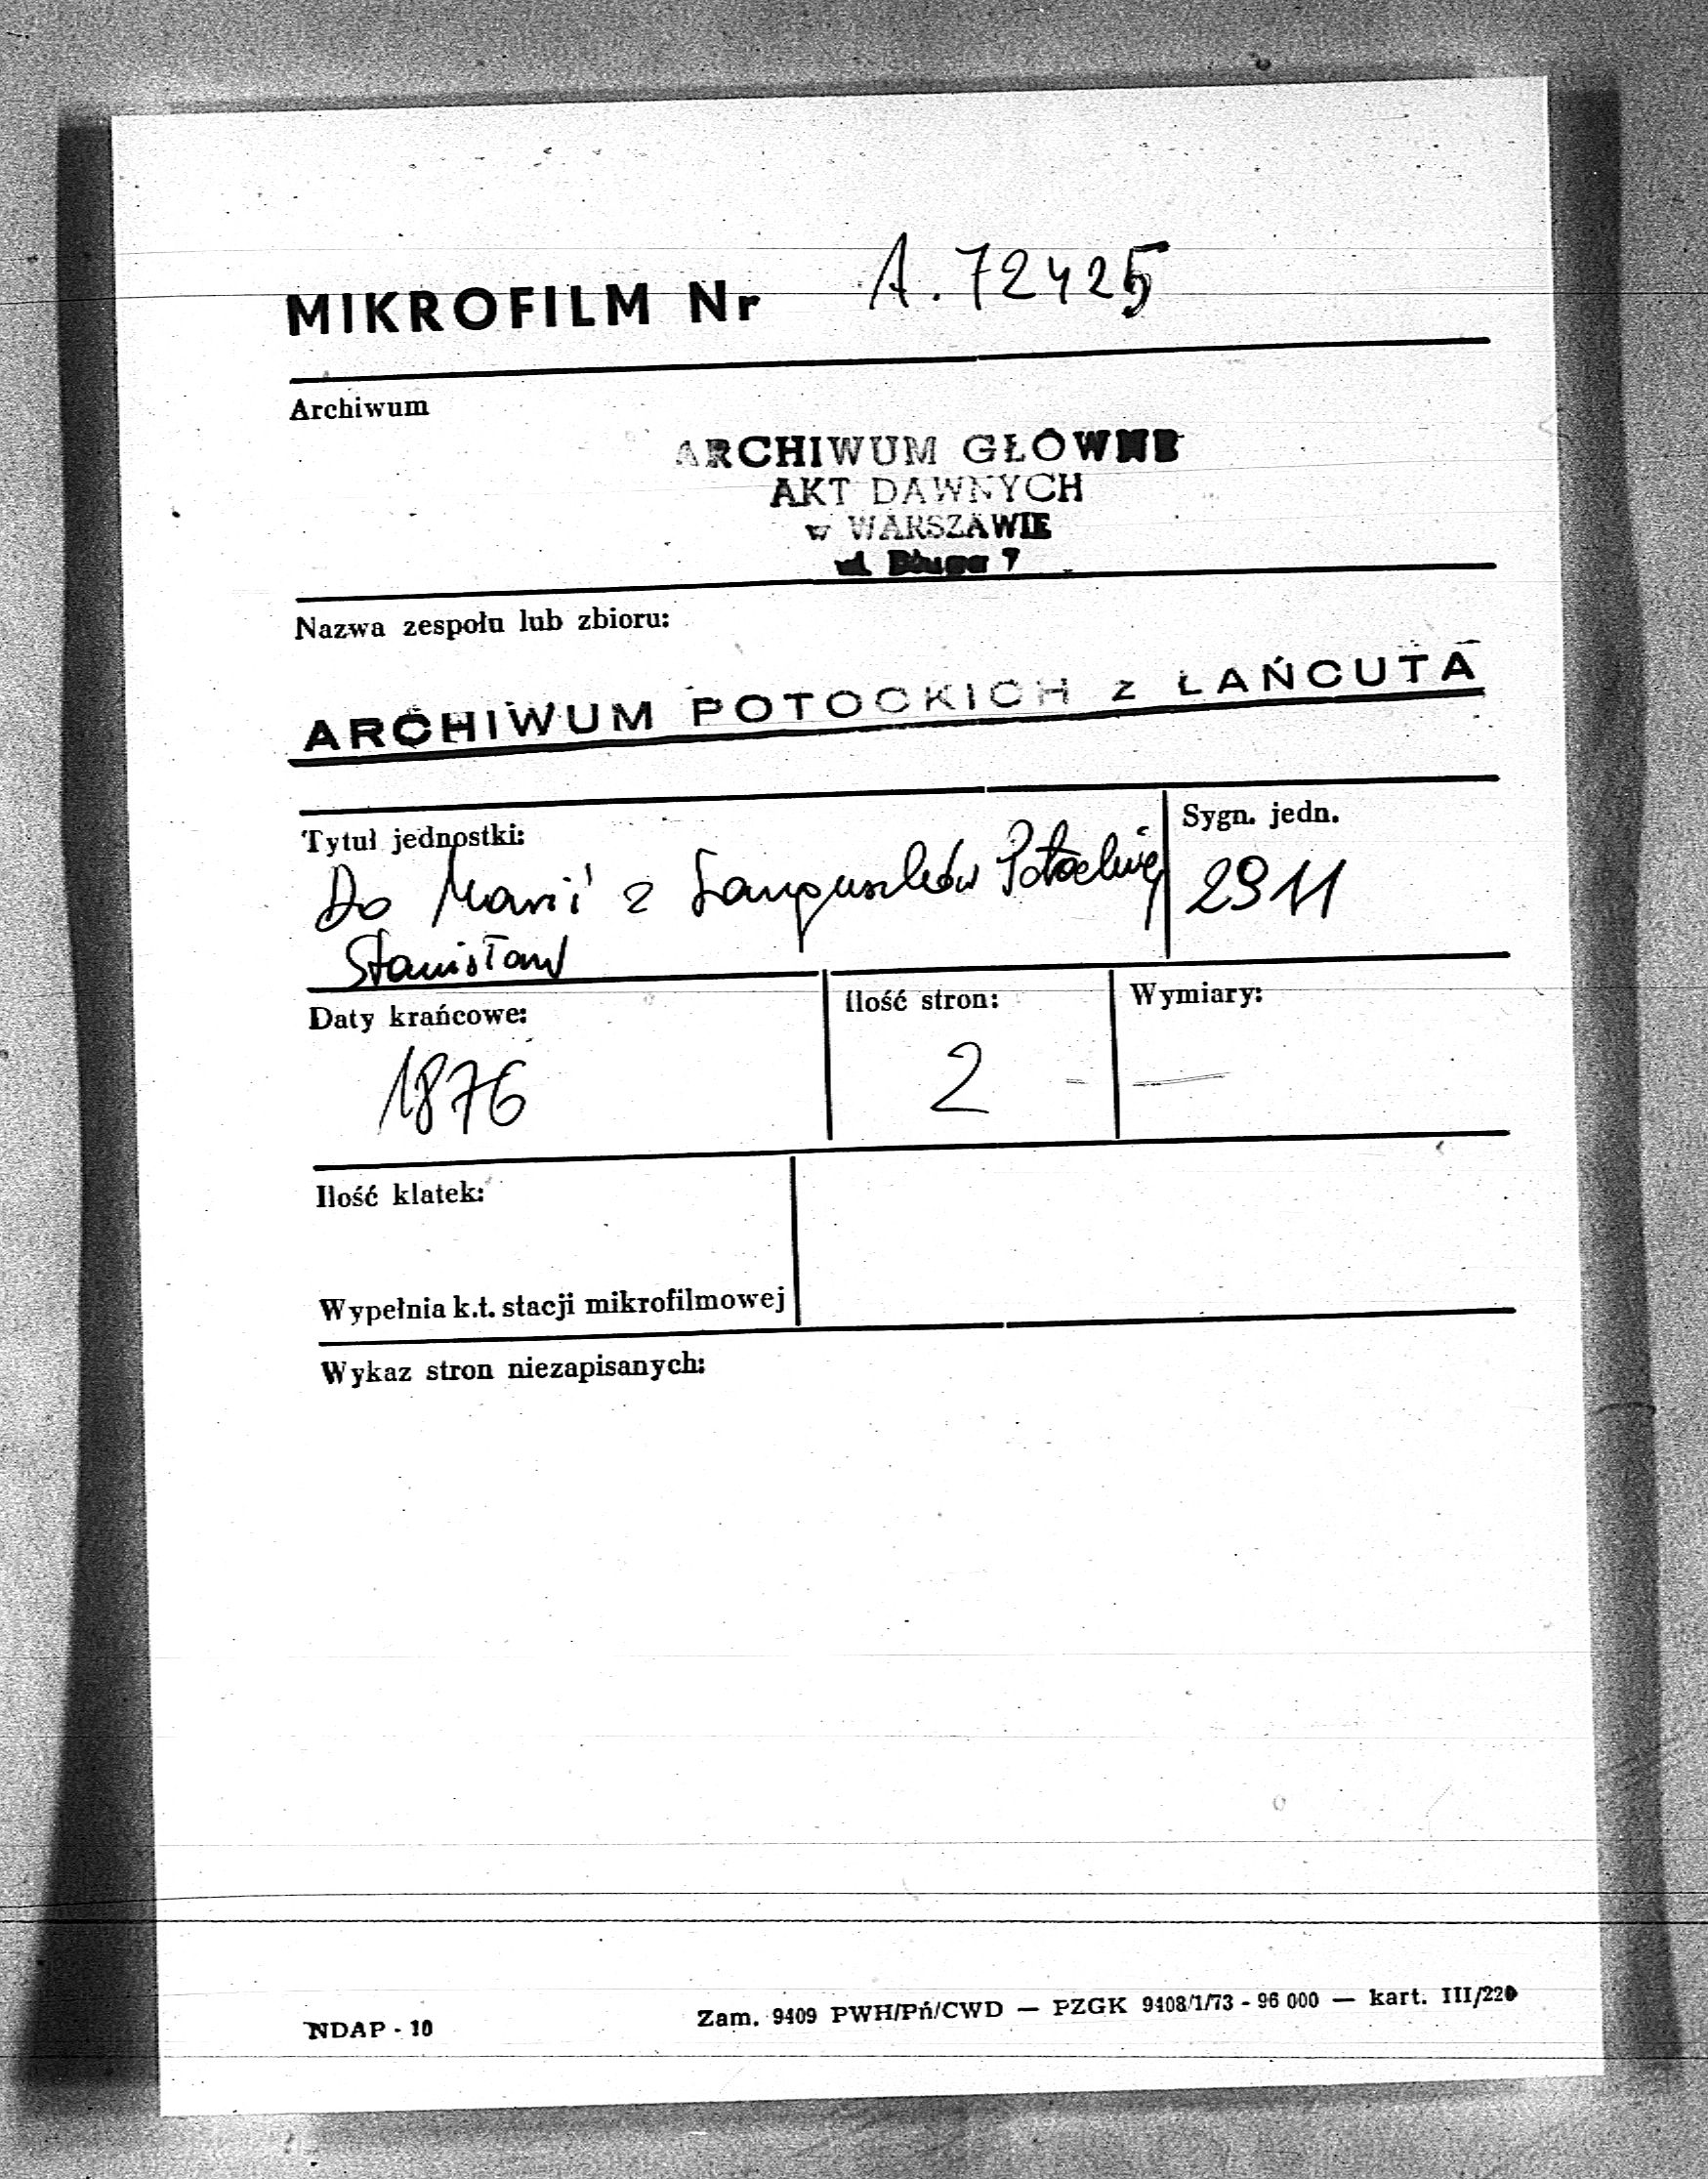 MIKROFILM Nr A. 72425
Archiwum
ARCHIWUM GŁÓWNE
AKT DAWNYCH
w WARSZAWIE
ul. Długa 7
Nazwa zespołu lub zbioru:
ARCHIWUM POTOCKICH z ŁAŃCUTA
Tytuł jednostki:
Sygn. jedn.
Do Marii z Sanguszków Potockiej
2911
Stanisław
Daty krańcowe:
Ilość stron:
Wymiary:
1876
2
—
Ilość klatek:
Wypełnia k.t. stacji mikrofilmowej
Wykaz stron niezapisanych:
NDAP - 10
Zam. 9409 PWH/Pń/CWD — PZGK 9408/1/73 - 96 000 — kart. III/220